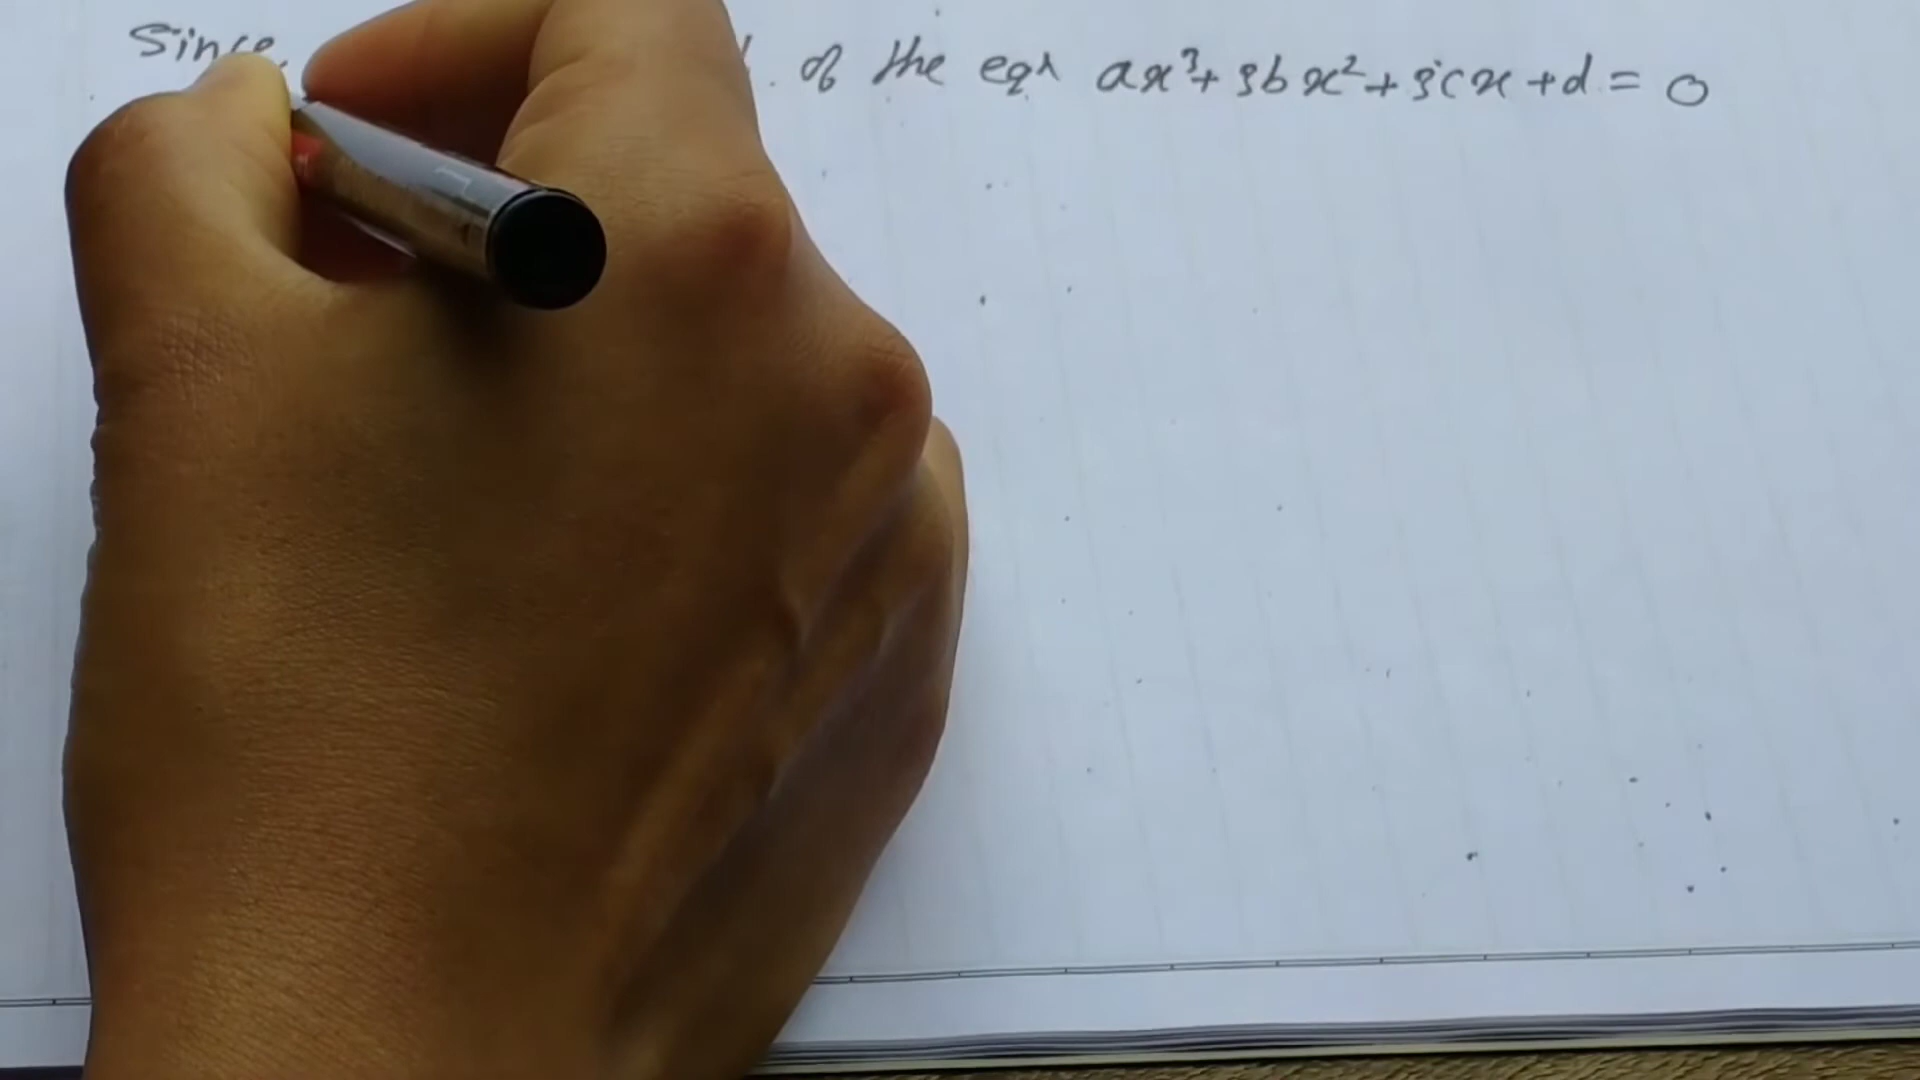 Since of the eqn ax³+3bx²+3cx+d=0